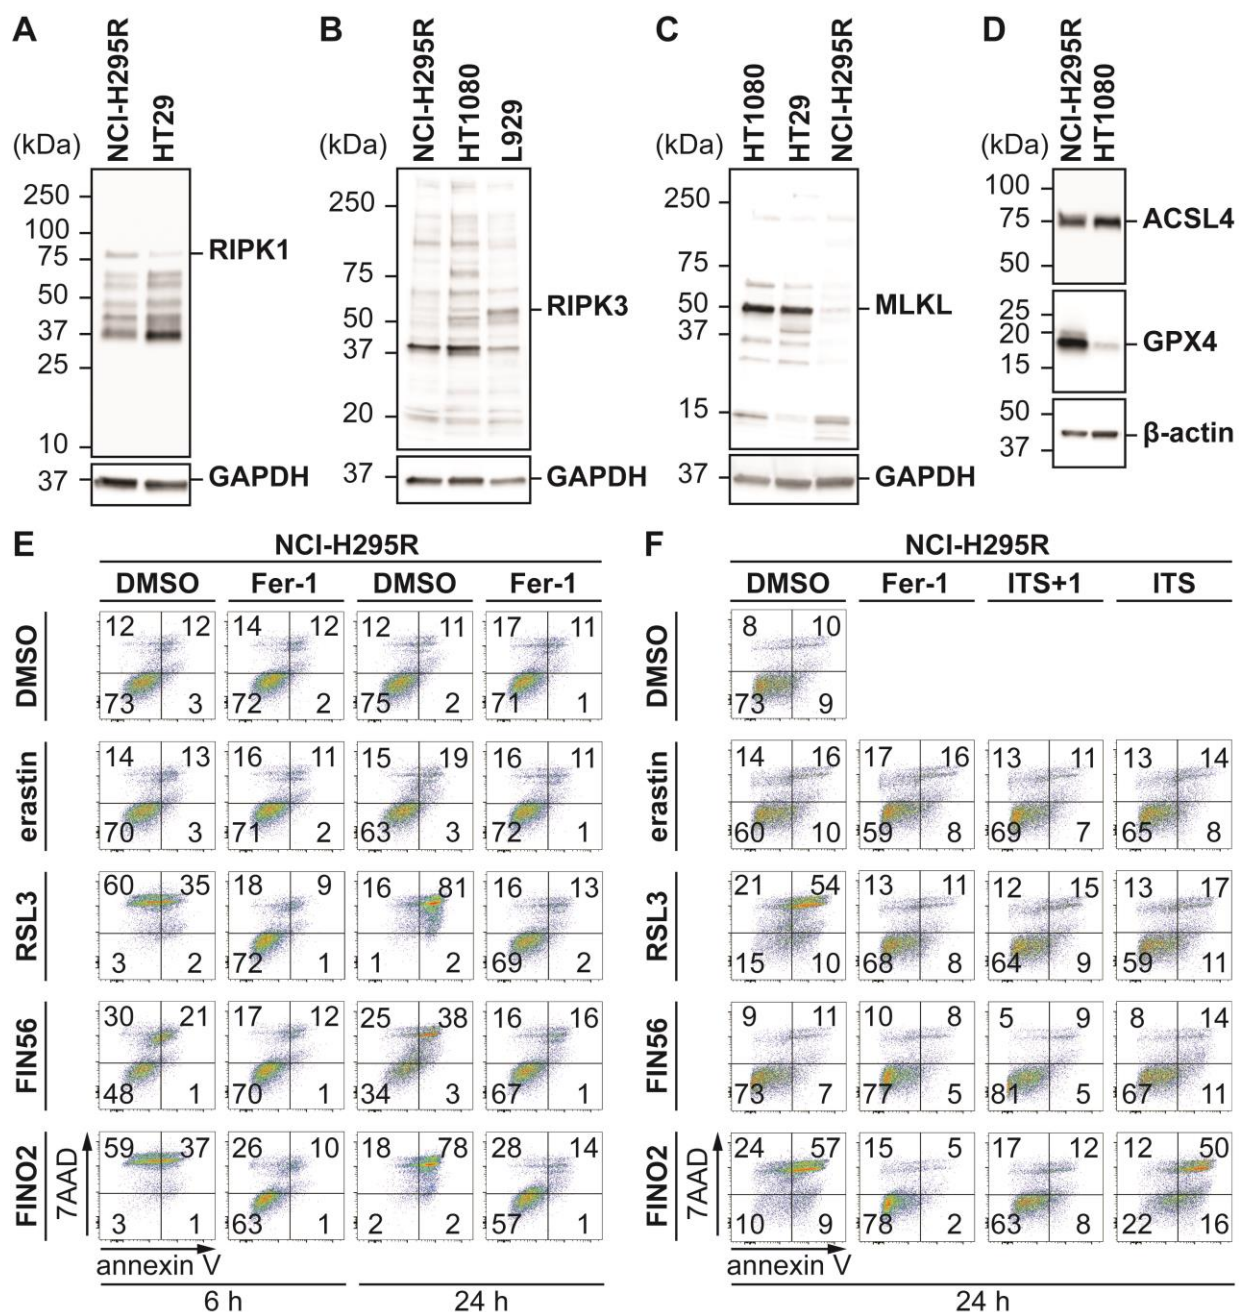 A
NCI-H295R
HT29
(kDa)
250
100
75
50
37
25
10
37
RIPK1
GAPDH
B
NCI-H295R
HT1080
L929
(kDa)
250
75
50
37
20
37
RIPK3
GAPDH
C
HT1080
HT29
NCI-H295R
(kDa)
250
75
50
37
15
37
MLKL
GAPDH
D
NCI-H295R
HT1080
(kDa)
100
75
50
25
20
15
50
37
ACSL4
GPX4
β-actin
E
NCI-H295R
DMSO Fer-1 DMSO Fer-1
DMSO
12 12 14 12 12 11 17 11
73 3 72 2 75 2 71 1
erastin
14 13 16 11 15 19 16 11
70 3 71 2 63 3 72 1
RSL3
60 35 18 9 16 81 16 13
3 2 72 1 1 2 69 2
FIN56
30 21 17 12 25 38 16 16
48 1 70 1 34 3 67 1
FINO2
7AAD
59 37 26 10 18 78 28 14
3 1 63 1 2 2 57 1
annexin V
6 h 24 h
F
NCI-H295R
DMSO Fer-1 ITS+1 ITS
DMSO
8 10
73 9
erastin
14 16 17 16 13 11 13 14
60 10 59 8 69 7 65 8
RSL3
21 54 13 11 12 15 13 17
15 10 68 8 64 9 59 11
FIN56
9 11 10 8 5 9 8 14
73 7 77 5 81 5 67 11
FINO2
7AAD
24 57 15 5 17 12 12 50
10 9 78 2 63 8 22 16
annexin V
24 h